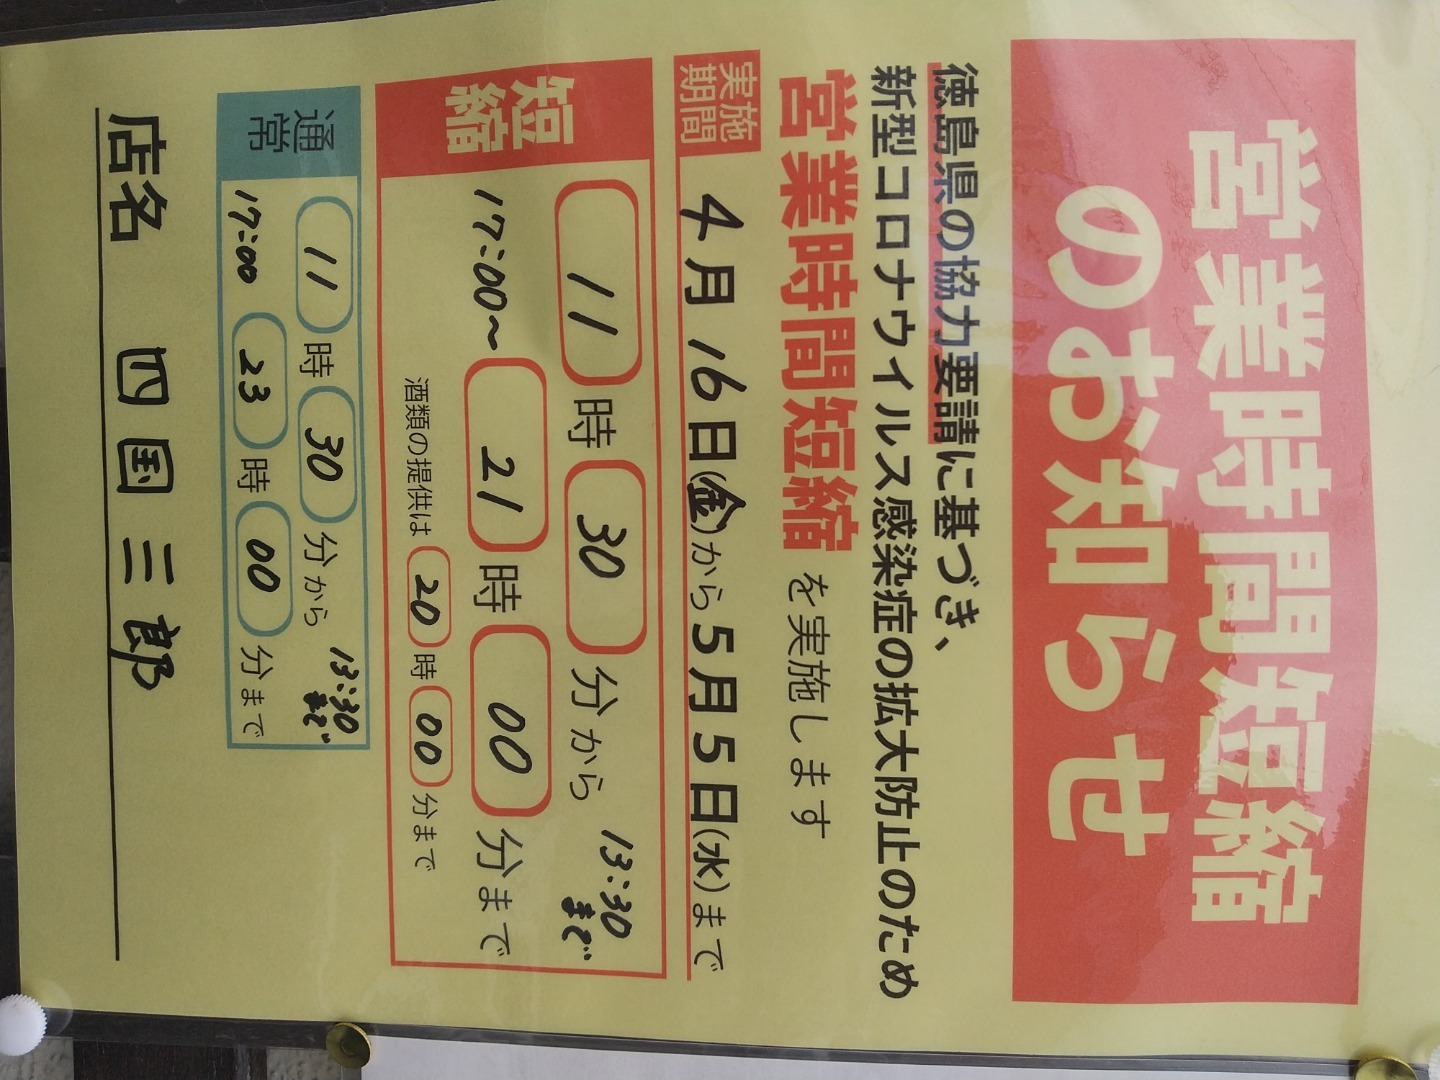 営業時間短縮
のお知らせ
徳島県の協力要請に基づき、
新型コロナウイルス感染症の拡大防止のため
営業時間短縮を実施します
実施期間
4月16日(金)から5月5日(水)まで
短縮
11時30分から 13:30まで
17:00〜21時00分まで
酒類の提供は20時00分まで
通常
11時30分から 13:30まで
17:00 23時00分まで
店名 四国三郎